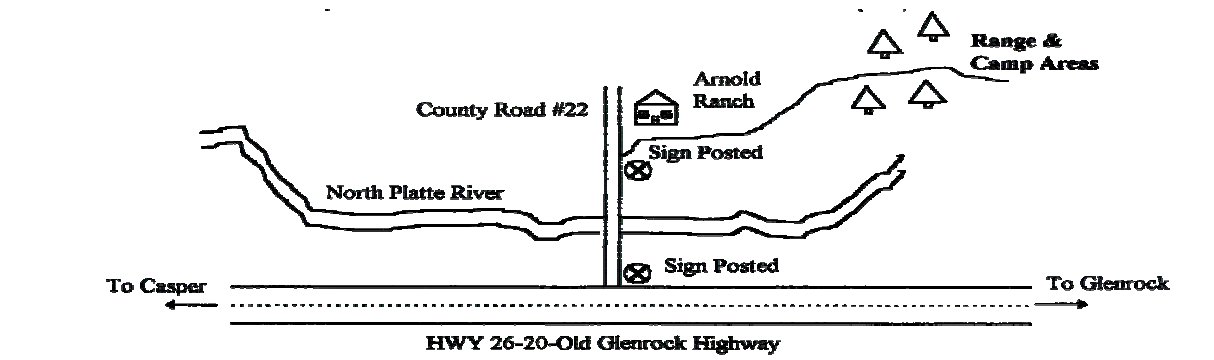 Range &
Camp Areas
Arnold
Ranch
County Road #22
Sign Posted
North Platte River
Sign Posted
To Casper
To Glenrock
HWY 26-20-Old Glenrock Highway